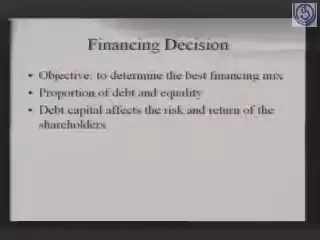 Financing Decision
• Objective: to determine the best financing mix
• Proportion of debt and equality
• Debt capital affects the risk and return of the
shareholders